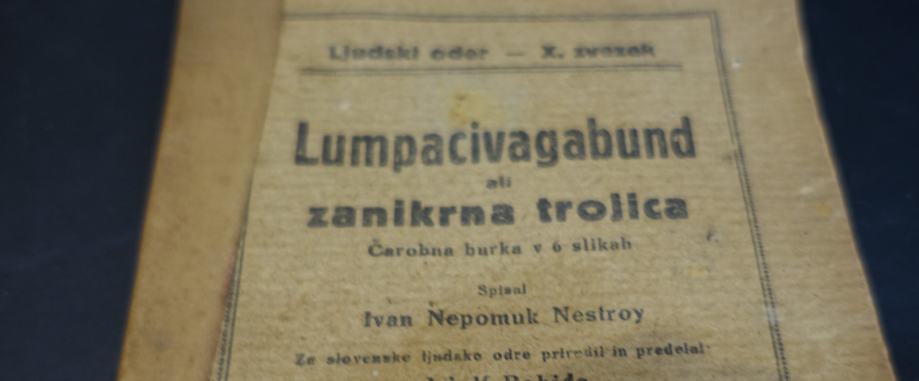 Ljudski oder — X. zvezek
Lumpacivagabund
ali
zanikrna trojica
Čarobna burka v 6 slikah
Spisal
Ivan Nepomuk Nestroy
Za slovenske ljudske odre priredil in predelal